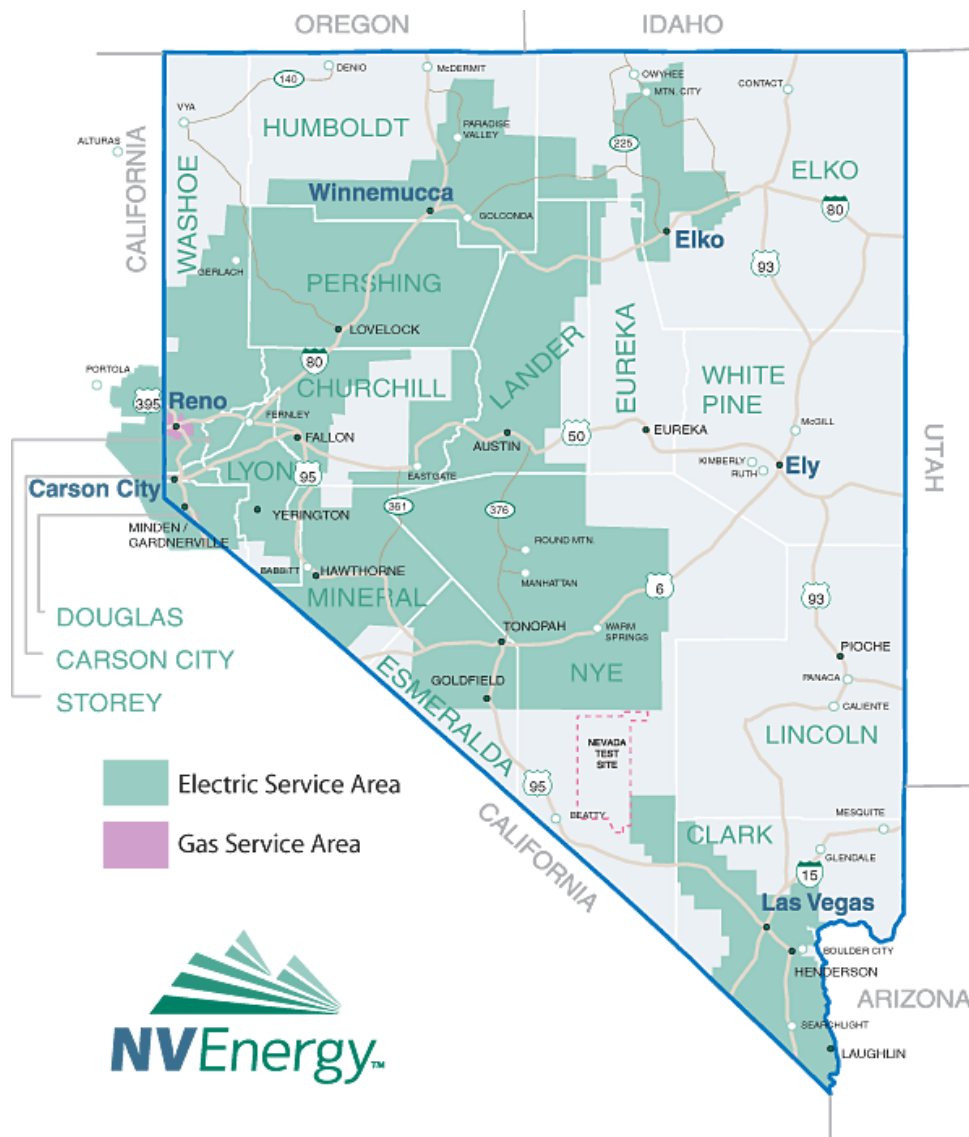 OREGON
IDAHO
DENIO
McDERMIT
OWYHEE
140
MTN. CITY
CONTACT
VYA
PARADISE
VALLEY
HUMBOLDT
ALTURAS
225
CALIFORNIA
WASHOE
ELKO
Winnemucca
80
GOLCONDA
Elko
93
GERLACH
PERSHING
LOVELOCK
LANDER
EUREKA
80
PORTOLA
CHURCHILL
WHITE
PINE
395
Reno
FERNLEY
FALLON
AUSTIN
50
EUREKA
McGILL
UTAH
LYON
95
EASTGATE
KIMBERLY
RUTH
Ely
Carson City
361
376
YERINGTON
MINDEN /
GARDNERVILLE
ROUND MTN.
BABBITT
HAWTHORNE
MANHATTAN
6
93
MINERAL
DOUGLAS
TONOPAH
WARM
SPRINGS
CARSON CITY
PIOCHE
ESMERALDA
GOLDFIELD
NYE
PANACA
STOREY
CALIENTE
LINCOLN
NEVADA
TEST
SITE
Electric Service Area
95
BEATTY
MESQUITE
CALIFORNIA
CLARK
Gas Service Area
GLENDALE
15
Las Vegas
BOULDER CITY
HENDERSON
ARIZONA
SEARCHLIGHT
LAUGHLIN
NVEnergy™